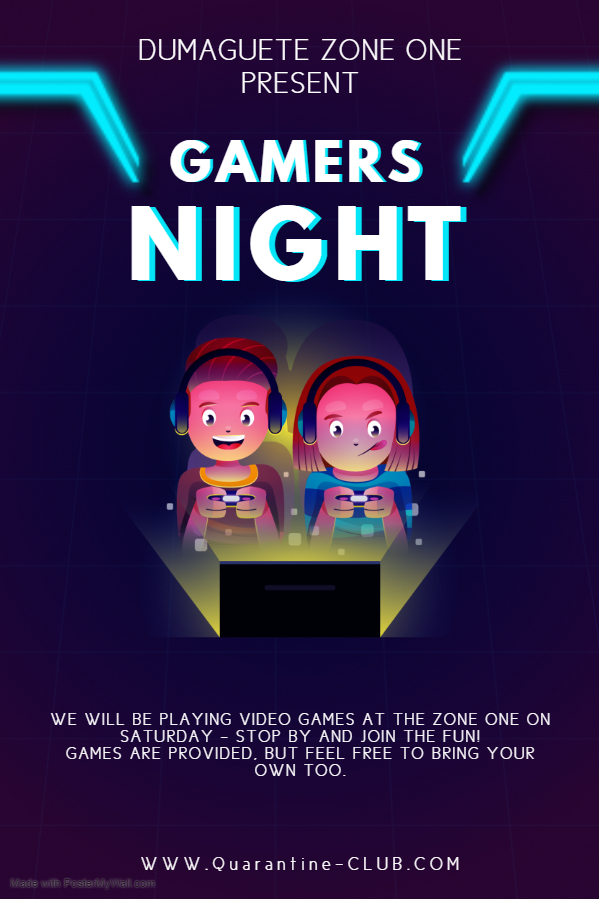 DUMAGUETE ZONE ONE
PRESENT
GAMERS
NIGHT
WE WILL BE PLAYING VIDEO GAMES AT THE ZONE ONE ON
SATURDAY - STOP BY AND JOIN THE FUN!
GAMES ARE PROVIDED, BUT FEEL FREE TO BRING YOUR
OWN TOO.
WWW.Quarantine-CLUB.COM
Made with PosterMyWall.com